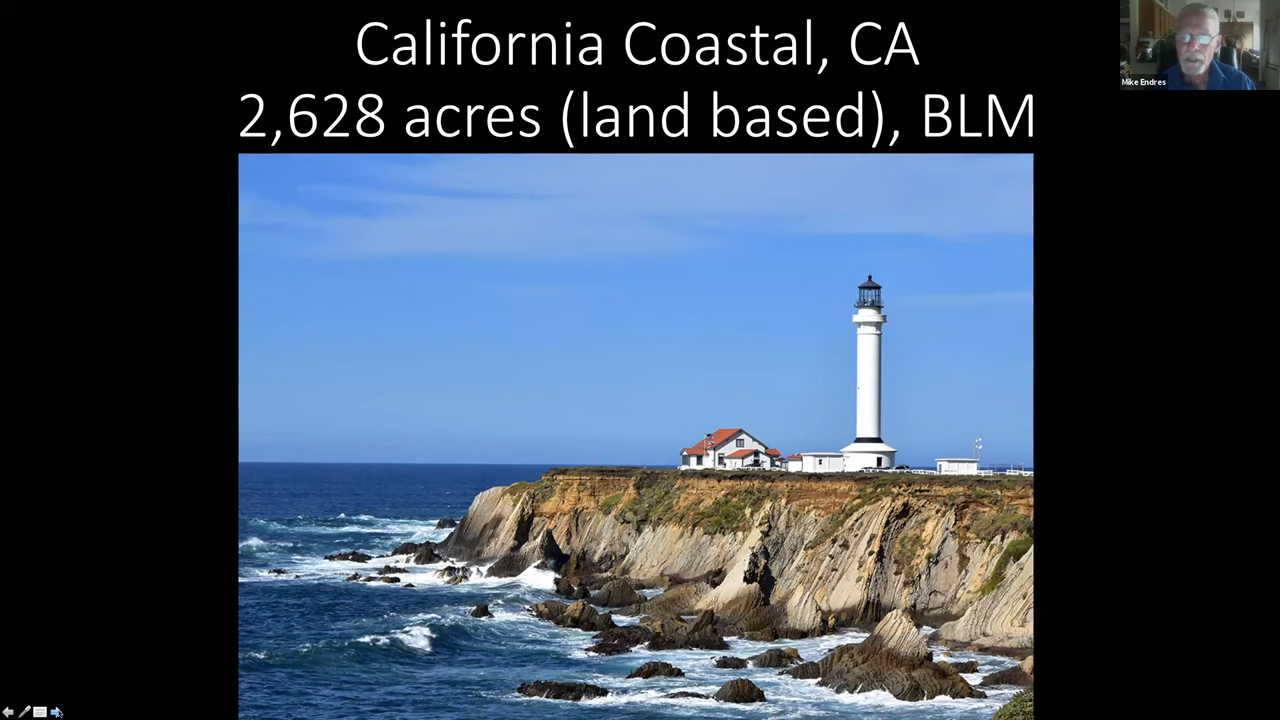 California Coastal, CA
2,628 acres (land based), BLM
Mike Endres